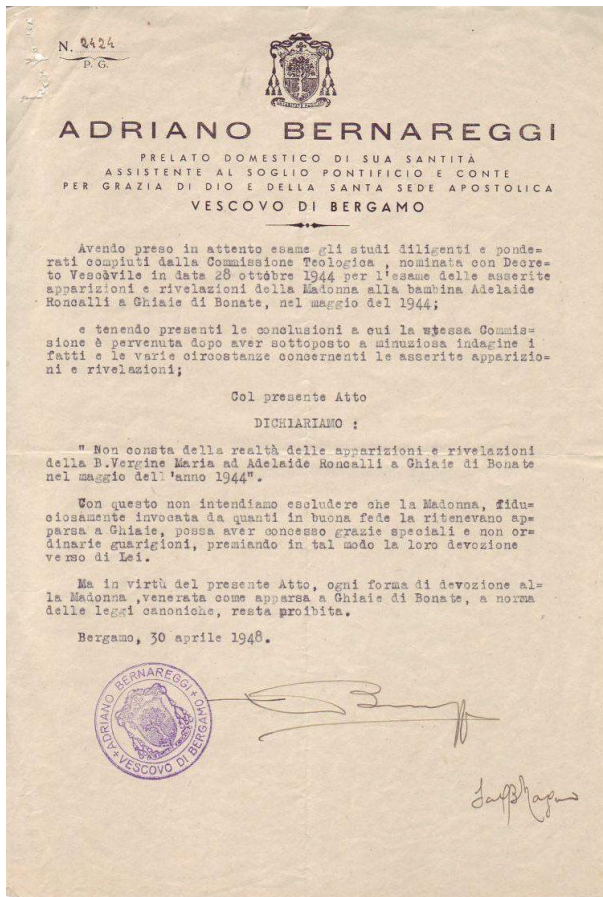 N. 2424
P. G.
ADRIANO BERNAREGGI
PRELATO DOMESTICO DI SUA SANTITÀ
ASSISTENTE AL SOGLIO PONTIFICIO E CONTE
PER GRAZIA DI DIO E DELLA SANTA SEDE APOSTOLICA
VESCOVO DI BERGAMO
Avendo preso in attento esame gli studi diligenti e ponde=
rati compiuti dalla Commissione Teologica , nominata con Decre=
to Vescovile in data 28 ottobre 1944 per l'esame delle asserite
apparizioni e rivelazioni della Madonna alla bambina Adelaide
Roncalli a Ghiaie di Bonate, nel maggio del 1944;
e tenendo presenti le conclusioni a cui la stessa Commis=
sione è pervenuta dopo aver sottoposto a minuziosa indagine i
fatti e le varie circostanze concernenti le asserite apparizio=
ni e rivelazioni;
Col presente Atto
DICHIARIAMO :
" Non consta della realtà delle apparizioni e rivelazioni
della B.Vergine Maria ad Adelaide Roncalli a Ghiaie di Bonate
nel maggio dell'anno 1944".
Con questo non intendiamo escludere che la Madonna, fidu=
ciosamente invocata da quanti in buona fede la ritenevano ap=
parsa a Ghiaie, possa aver concesso grazie speciali e non or=
dinarie guarigioni, premiando in tal modo la loro devozione
verso di Lei.
Ma in virtù del presente Atto, ogni forma di devozione al=
la Madonna ,venerata come apparsa a Ghiaie di Bonate, a norma
delle leggi canoniche, resta proibita.
Bergamo, 30 aprile 1948.
ADRIANO BERNAREGGI
VESCOVO DI BERGAMO